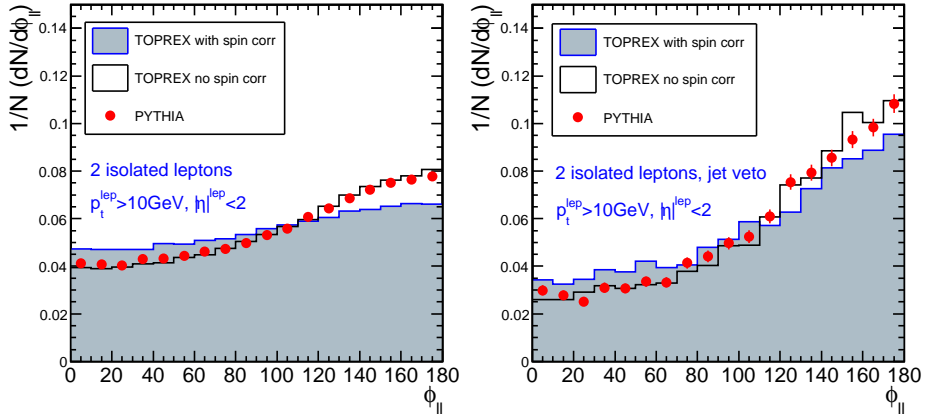 1/N (dN/dϕ_ll)
TOPREX with spin corr
TOPREX no spin corr
PYTHIA
2 isolated leptons
p_t^lep>10GeV, |η|^lep<2
0.14
0.12
0.1
0.08
0.06
0.04
0.02
0
0 20 40 60 80 100 120 140 160 180
ϕ_ll
1/N (dN/dϕ_ll)
TOPREX with spin corr
TOPREX no spin corr
PYTHIA
2 isolated leptons, jet veto
p_t^lep>10GeV, |η|^lep<2
0.14
0.12
0.1
0.08
0.06
0.04
0.02
0
0 20 40 60 80 100 120 140 160 180
ϕ_ll